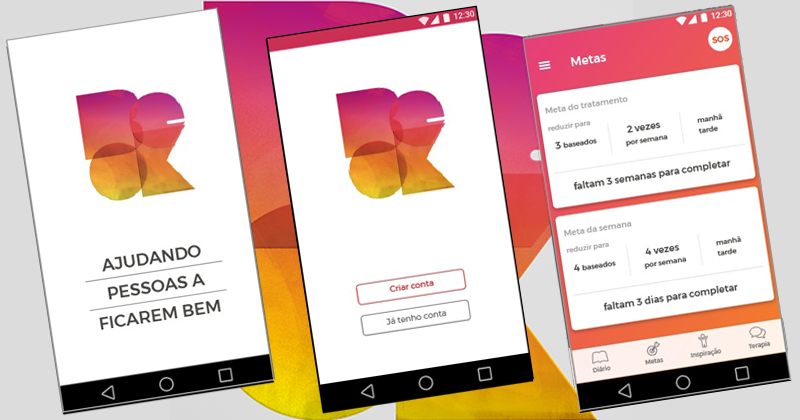 AJUDANDO
PESSOAS A
FICAREM BEM
12:30
Criar conta
Já tenho conta
12:30
SOS
Metas
Meta do tratamento
reduzir para
3 baseados
2 vezes
por semana
manhã
tarde
faltam 3 semanas para completar
Meta da semana
reduzir para
4 baseados
4 vezes
por semana
manhã
tarde
faltam 3 dias para completar
Diário
Metas
Inspiração
Terapia